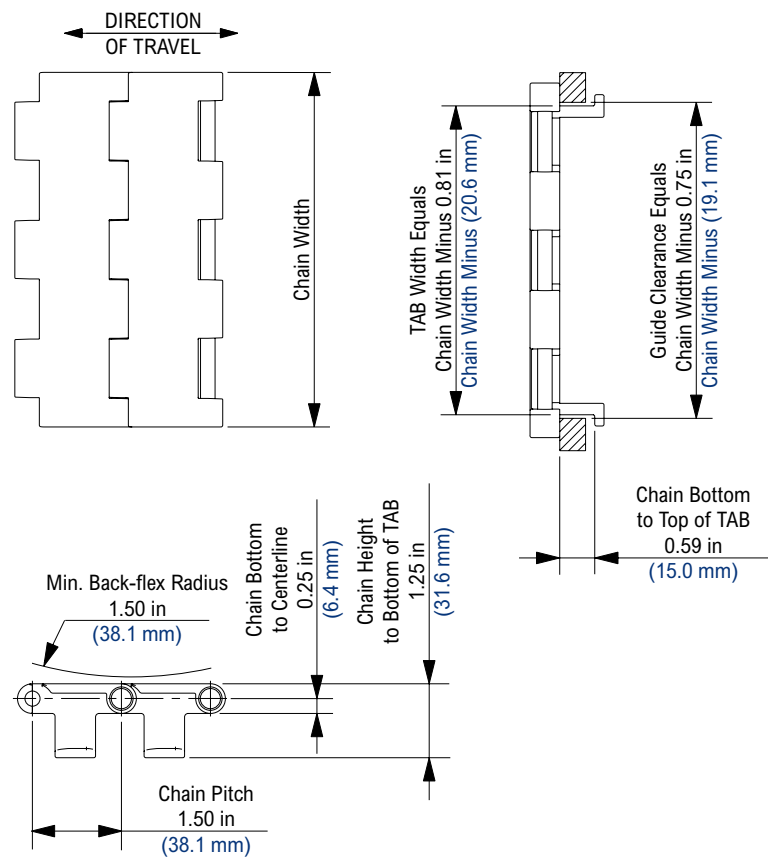 DIRECTION
OF TRAVEL
Chain Width
TAB Width Equals
Chain Width Minus 0.81 in
Chain Width Minus (20.6 mm)
Guide Clearance Equals
Chain Width Minus 0.75 in
Chain Width Minus (19.1 mm)
Chain Bottom
to Top of TAB
0.59 in
(15.0 mm)
Chain Bottom
to Centerline
0.25 in
(6.4 mm)
Chain Height
to Bottom of TAB
1.25 in
(31.6 mm)
Min. Back-flex Radius
1.50 in
(38.1 mm)
Chain Pitch
1.50 in
(38.1 mm)